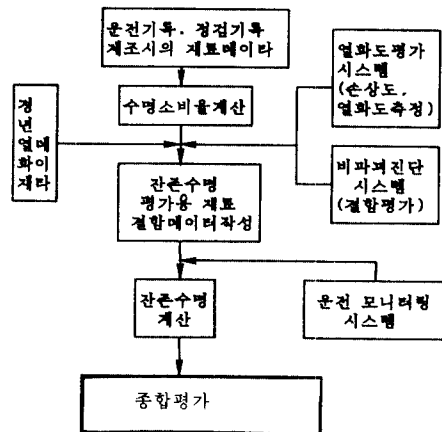 운전기록. 점검기록
제조시의 재료데이타
수명소비율계산
경년열화
데이타
잔존수명
평가용 재료
결함데이터작성
잔존수명
계산
종합평가
열화도평가
시스템
(손상도.
열화도측정)
비파괴진단
시스템
(결함평가)
운전 모니터링
시스템